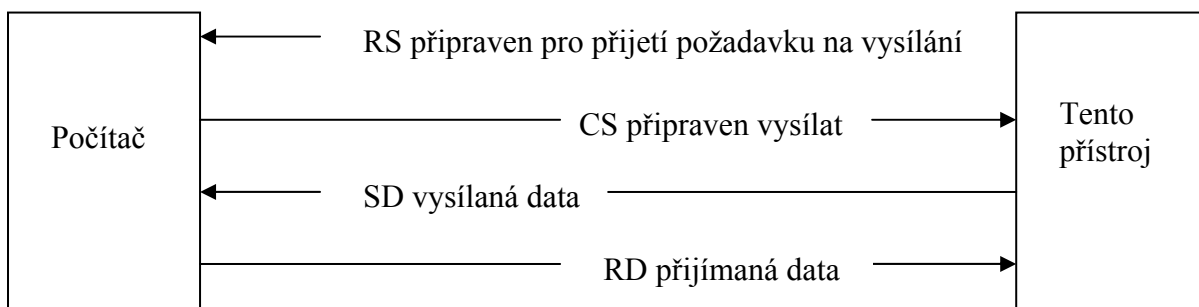 RS připraven pro přijetí požadavku na vysílání
Počítač
CS připraven vysílat
Tento
přístroj
SD vysílaná data
RD přijímaná data